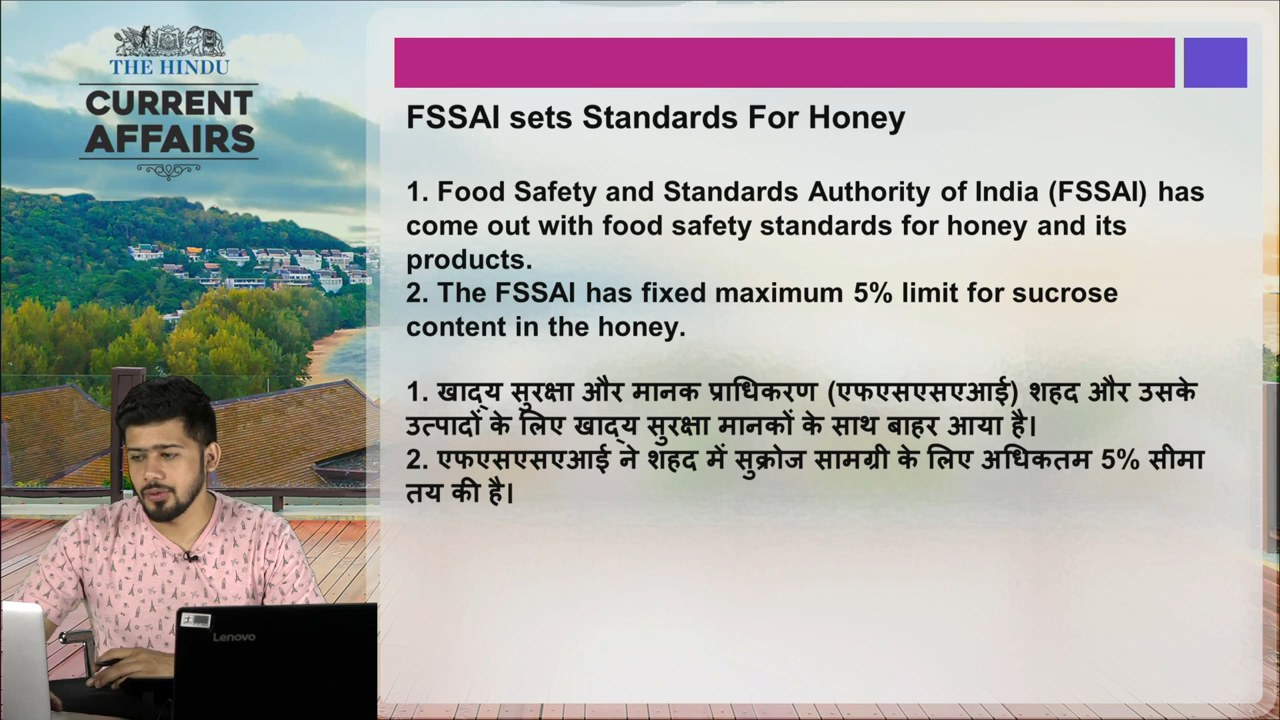 THE HINDU
CURRENT
AFFAIRS
FSSAI sets Standards For Honey
1. Food Safety and Standards Authority of India (FSSAI) has
come out with food safety standards for honey and its
products.
2. The FSSAI has fixed maximum 5% limit for sucrose
content in the honey.
1. खाद्य सुरक्षा और मानक प्राधिकरण (एफएसएसएआई) शहद और उसके
उत्पादों के लिए खाद्य सुरक्षा मानकों के साथ बाहर आया है।
2. एफएसएसएआई ने शहद में सुक्रोज सामग्री के लिए अधिकतम 5% सीमा
तय की है।
Lenovo